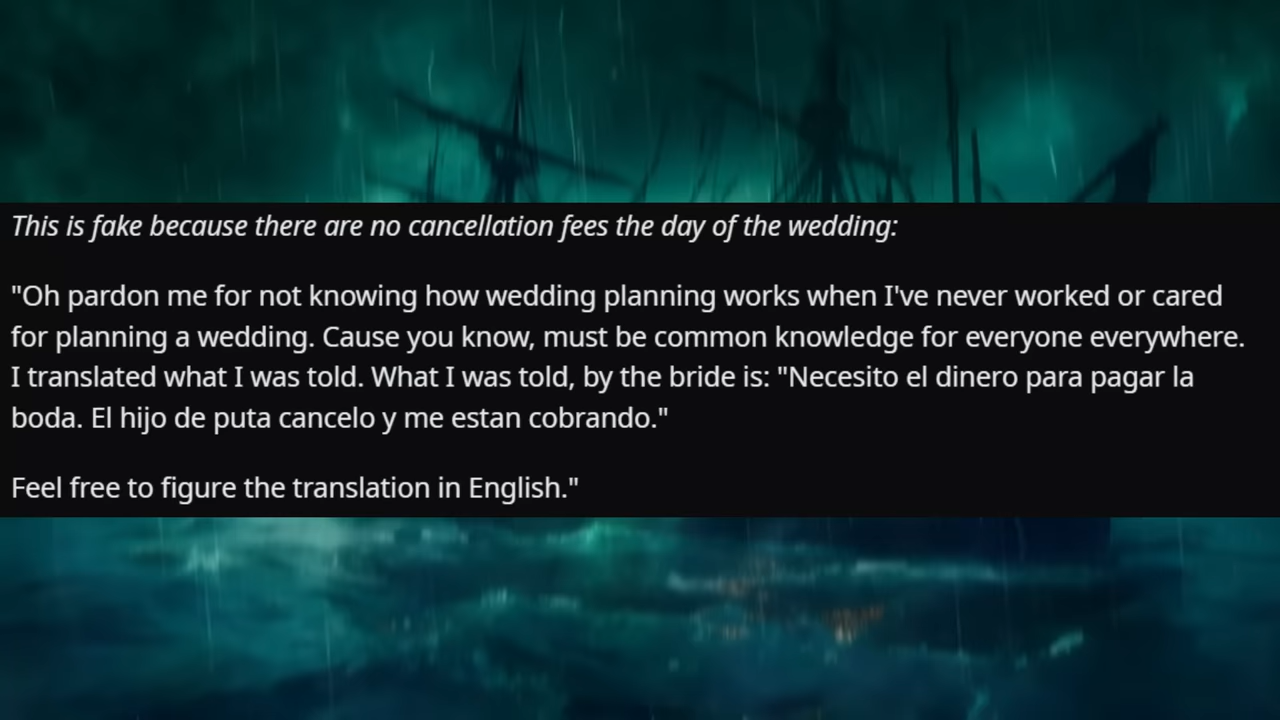 This is fake because there are no cancellation fees the day of the wedding:
"Oh pardon me for not knowing how wedding planning works when I've never worked or cared
for planning a wedding. Cause you know, must be common knowledge for everyone everywhere.
I translated what I was told. What I was told, by the bride is: "Necesito el dinero para pagar la
boda. El hijo de puta cancelo y me estan cobrando."
Feel free to figure the translation in English."